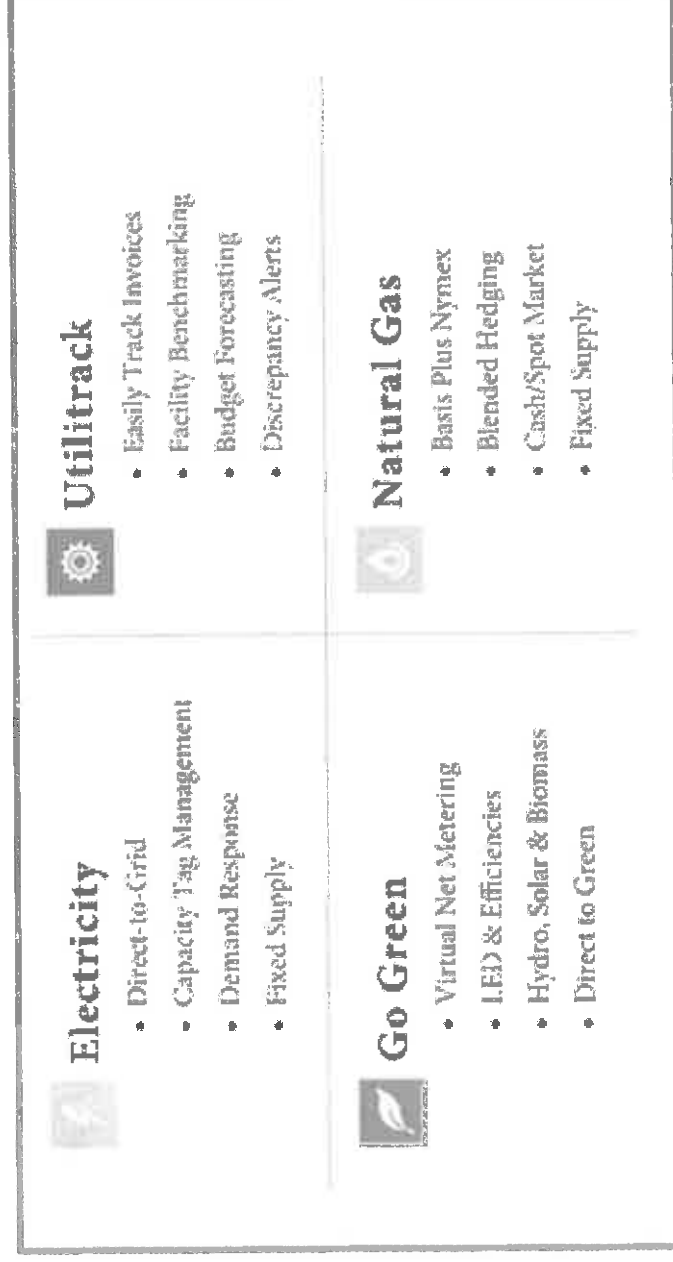 Electricity
• Direct-to-Grid
• Capacity Tag Management
• Demand Response
• Fixed Supply
Utilitrack
• Easily Track Invoices
• Facility Benchmarking
• Budget Forecasting
• Discrepancy Alerts
Go Green
• Virtual Net Metering
• LED & Efficiencies
• Hydro, Solar & Biomass
• Direct to Green
Natural Gas
• Basis Plus Nymex
• Blended Hedging
• Cash/Spot Market
• Fixed Supply